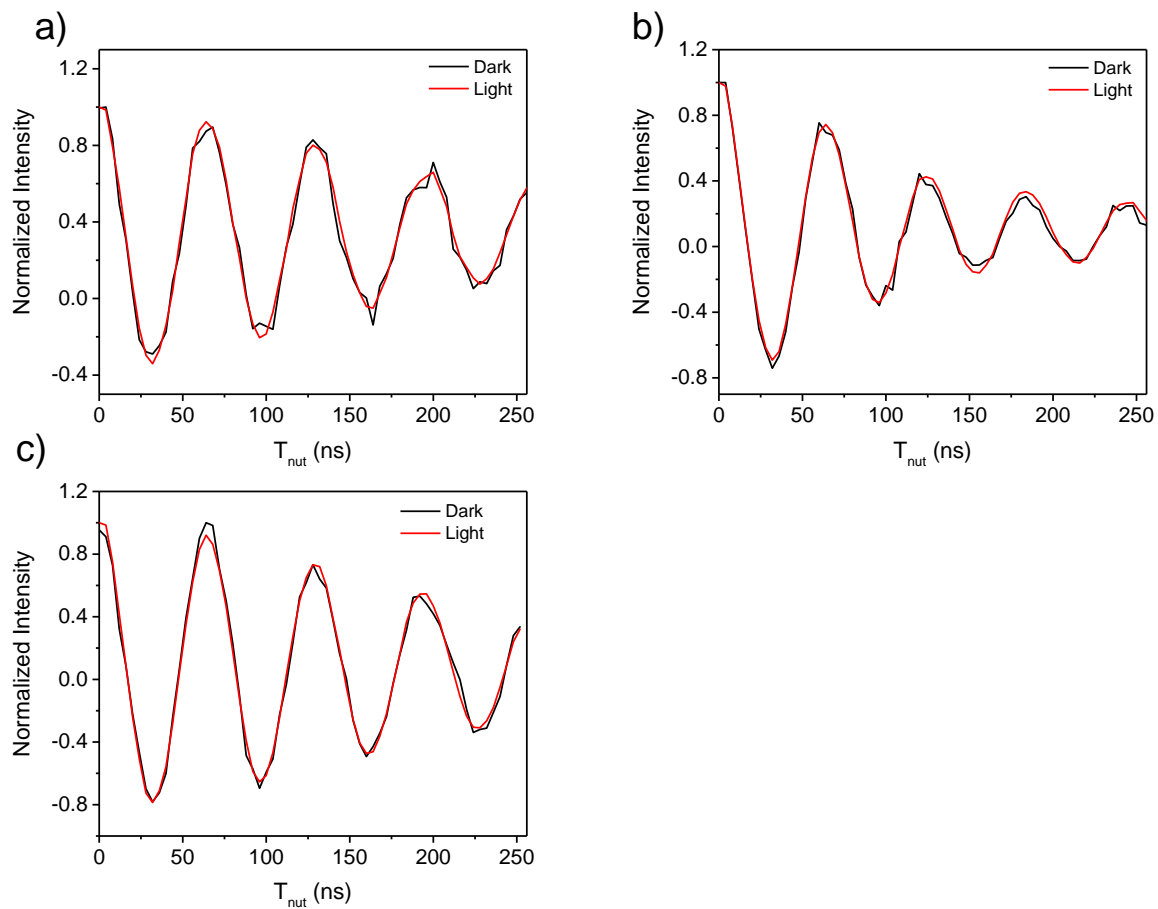 a)
1.2
0.8
0.4
0.0
-0.4
Normalized Intensity
Dark
Light
0 50 100 150 200 250
T_nut (ns)
b)
1.2
0.8
0.4
0.0
-0.4
-0.8
Normalized Intensity
Dark
Light
0 50 100 150 200 250
T_nut (ns)
c)
1.2
0.8
0.4
0.0
-0.4
-0.8
Normalized Intensity
Dark
Light
0 50 100 150 200 250
T_nut (ns)